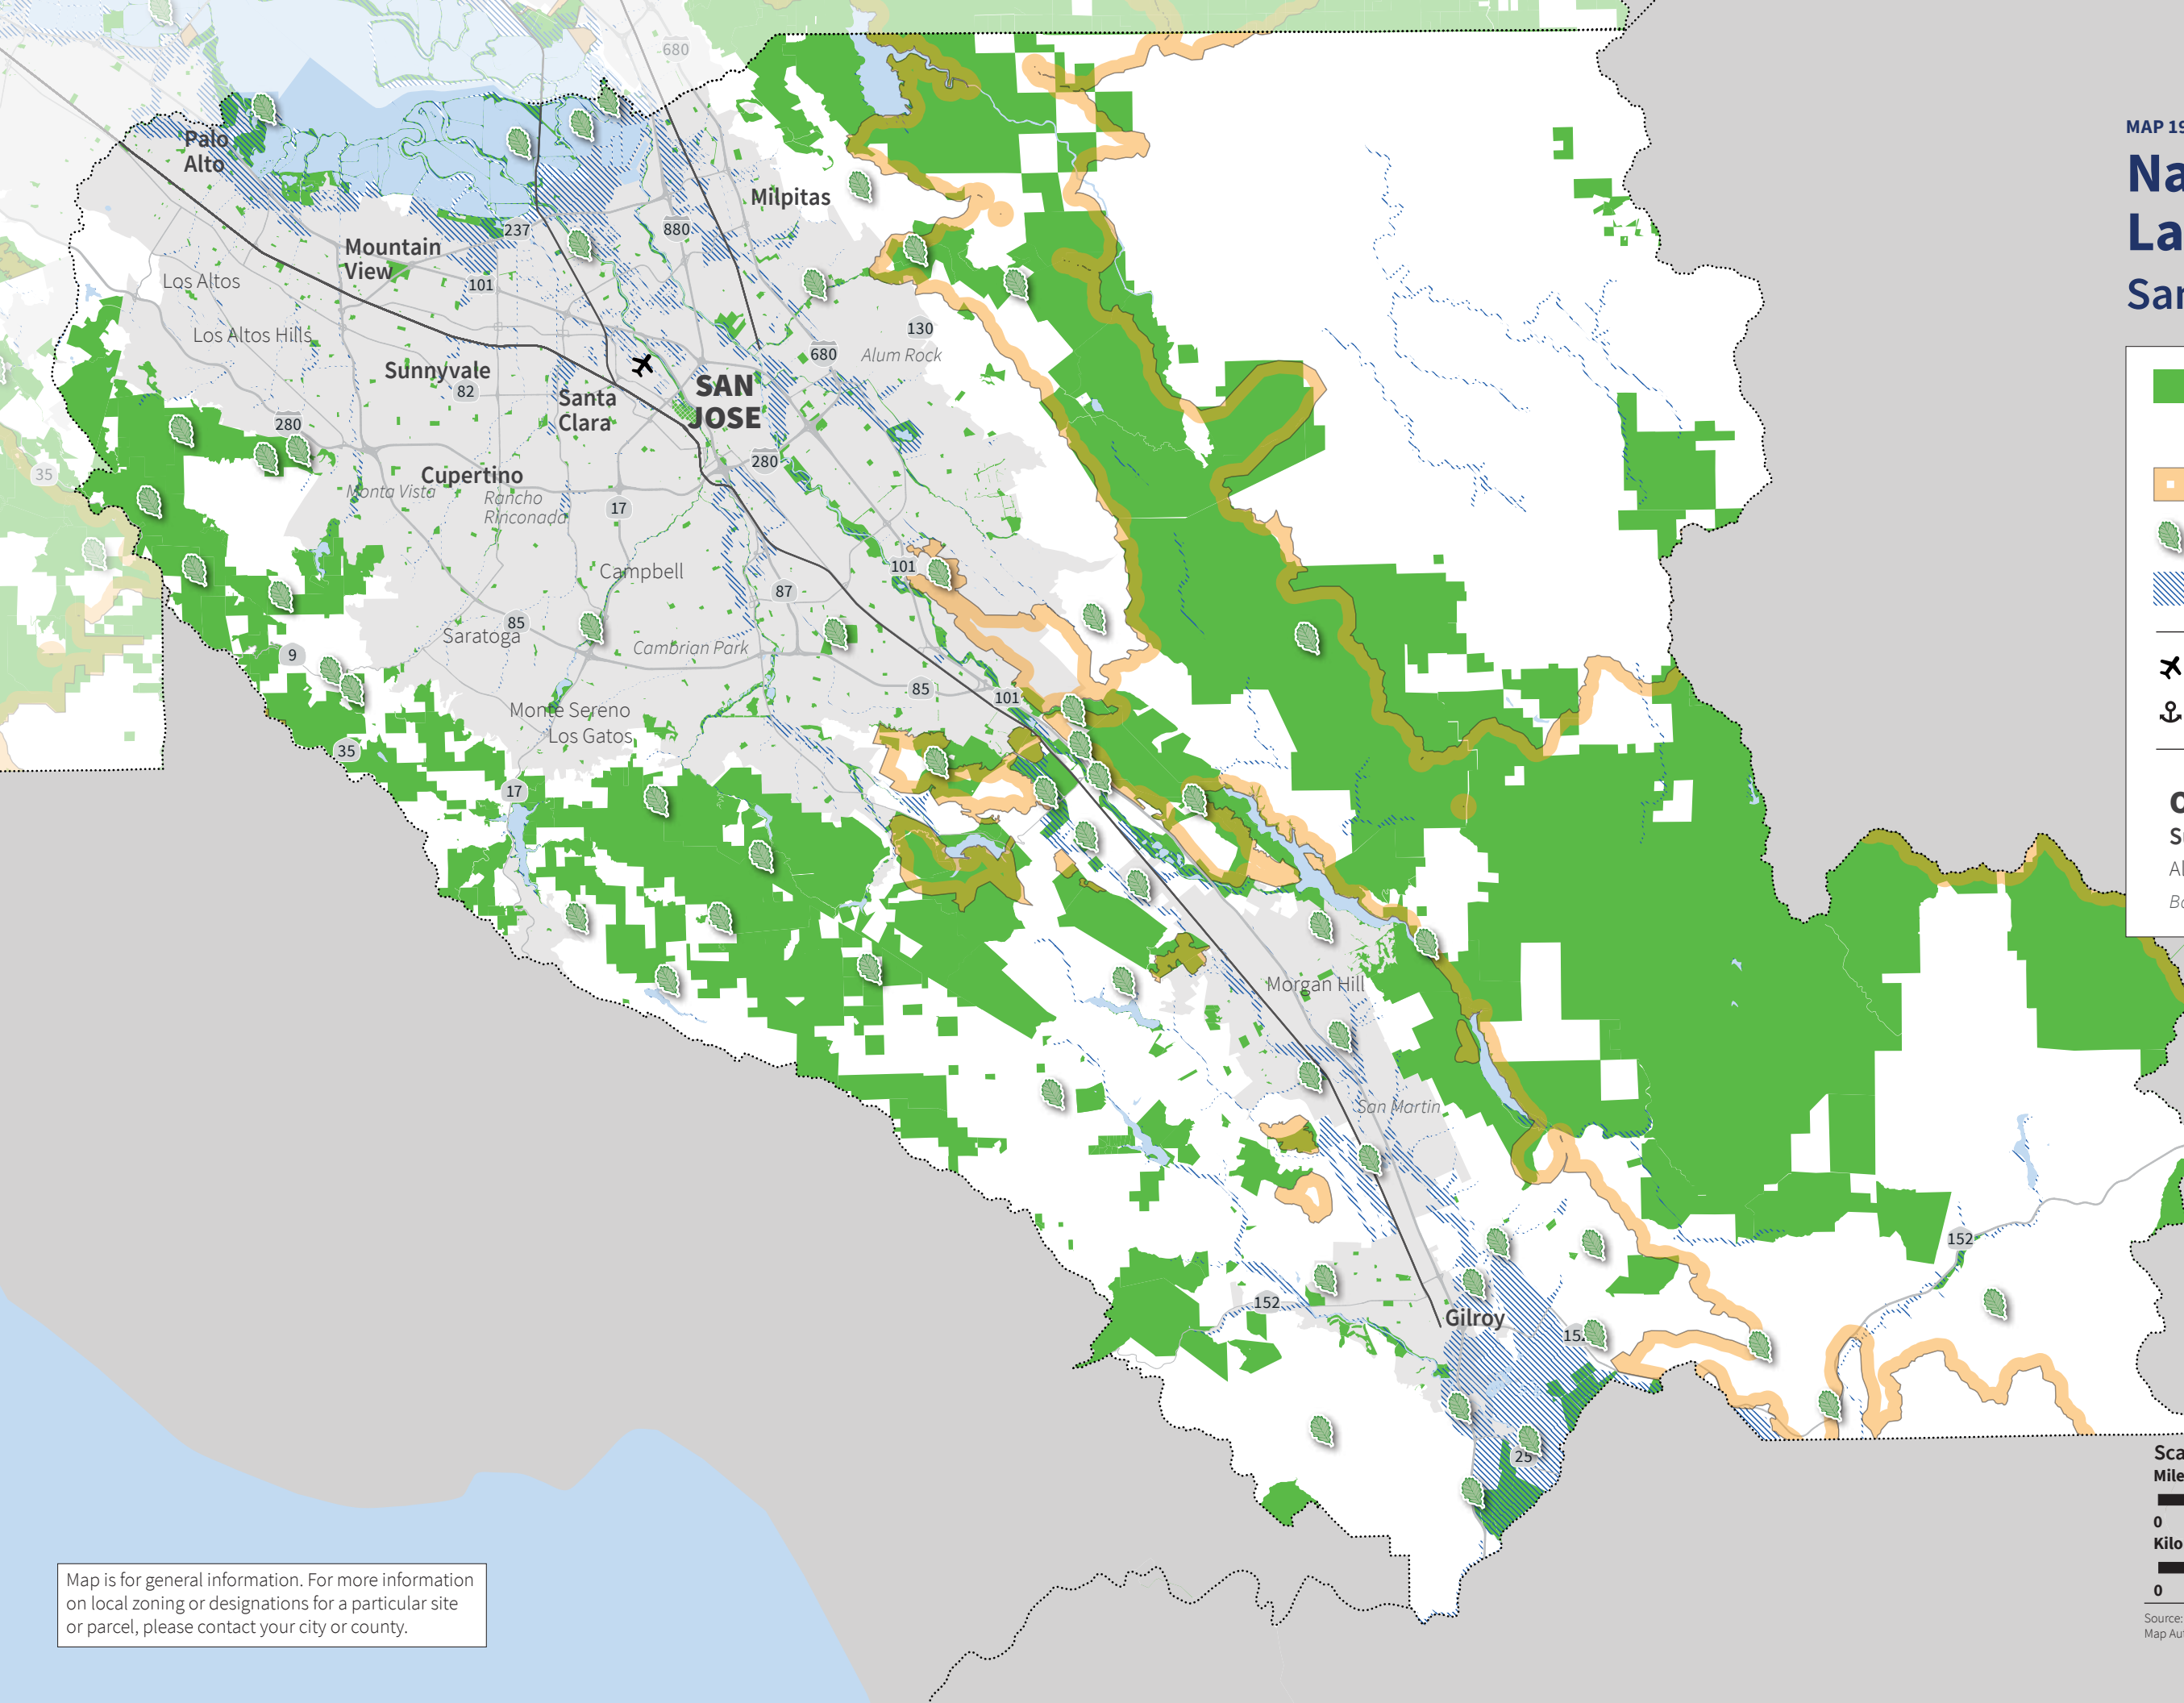 680
MAP 19
Palo
Alto
Na
Milpitas
La
237
880
Mountain
View
Los Altos
101
Sa
130
Los Altos Hills
680
Alum Rock
Sunnyvale
82
SAN
JOSE
Santa
Clara
280
280
35
Cupertino
Monta Vista
Rancho
Rinconada
17
101
Campbell
87
85
Saratoga
Cambrian Park
9
85
101
Monte Sereno
Los Gatos
35
17
Morgan Hill
San Martin
152
152
Gilroy
15
25
Sca
Mile
0
Kilo
0
Map is for general information. For more information
on local zoning or designations for a particular site
or parcel, please contact your city or county.
Source:
Map Au